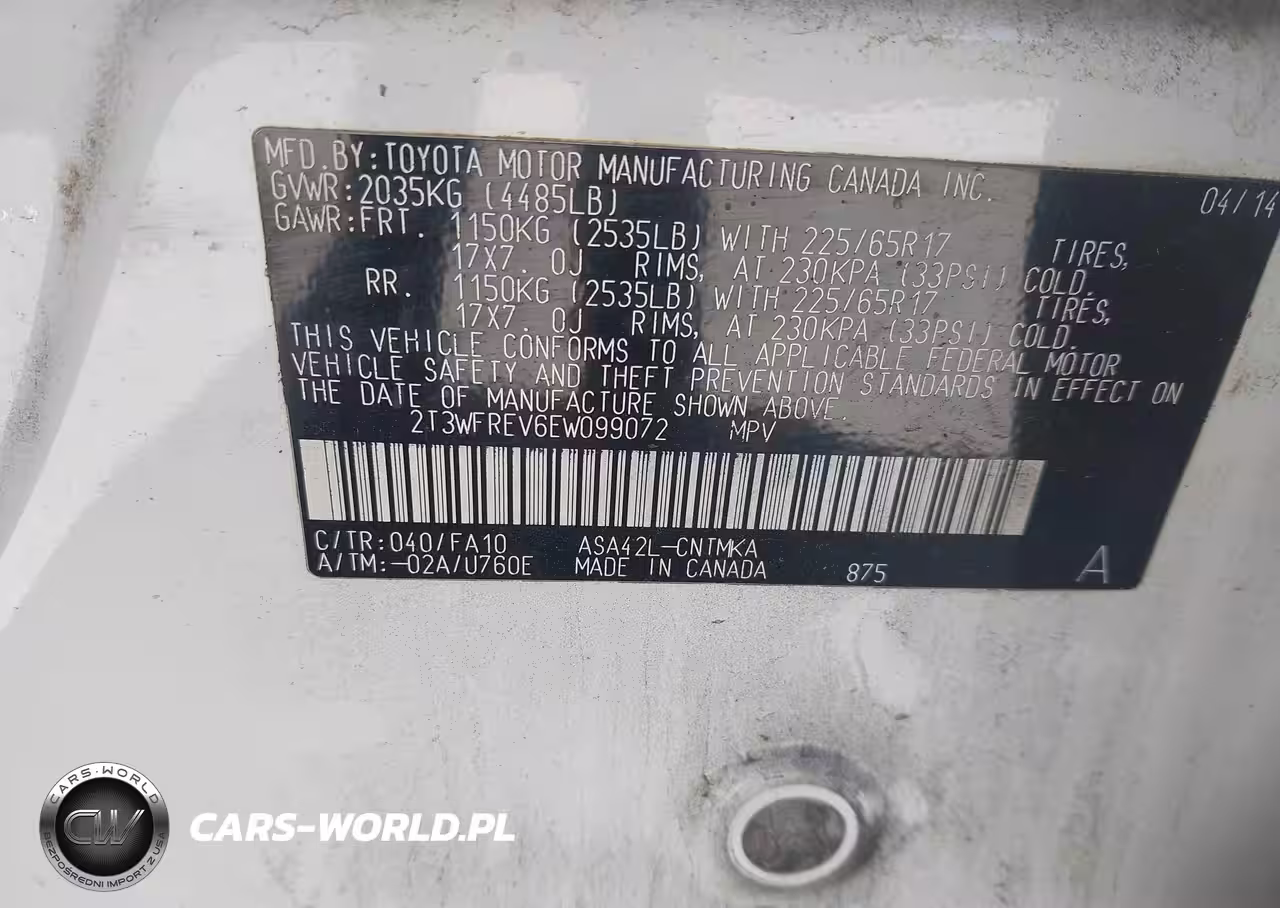 MFD.BY:TOYOTA MOTOR MANUFACTURING CANADA INC. 04/14
GVWR:2035KG (4485LB)
GAWR:FRT. 1150KG (2535LB) WITH 225/65R17 TIRES,
17X7. 0J RIMS, AT 230KPA (33PSI) COLD.
RR. 1150KG (2535LB) WITH 225/65R17 TIRES,
17X7. 0J RIMS, AT 230KPA (33PSI) COLD.
THIS VEHICLE CONFORMS TO ALL APPLICABLE FEDERAL MOTOR
VEHICLE SAFETY AND THEFT PREVENTION STANDARDS IN EFFECT ON
THE DATE OF MANUFACTURE SHOWN ABOVE.
2T3WFREV6EW099072 MPV
C/TR:040/FA10 ASA42L-CNTMKA
A/TM:-02A/U760E MADE IN CANADA 875 A
CARS-WORLD
CW
BEZPOŚREDNI IMPORT Z USA
CARS-WORLD.PL